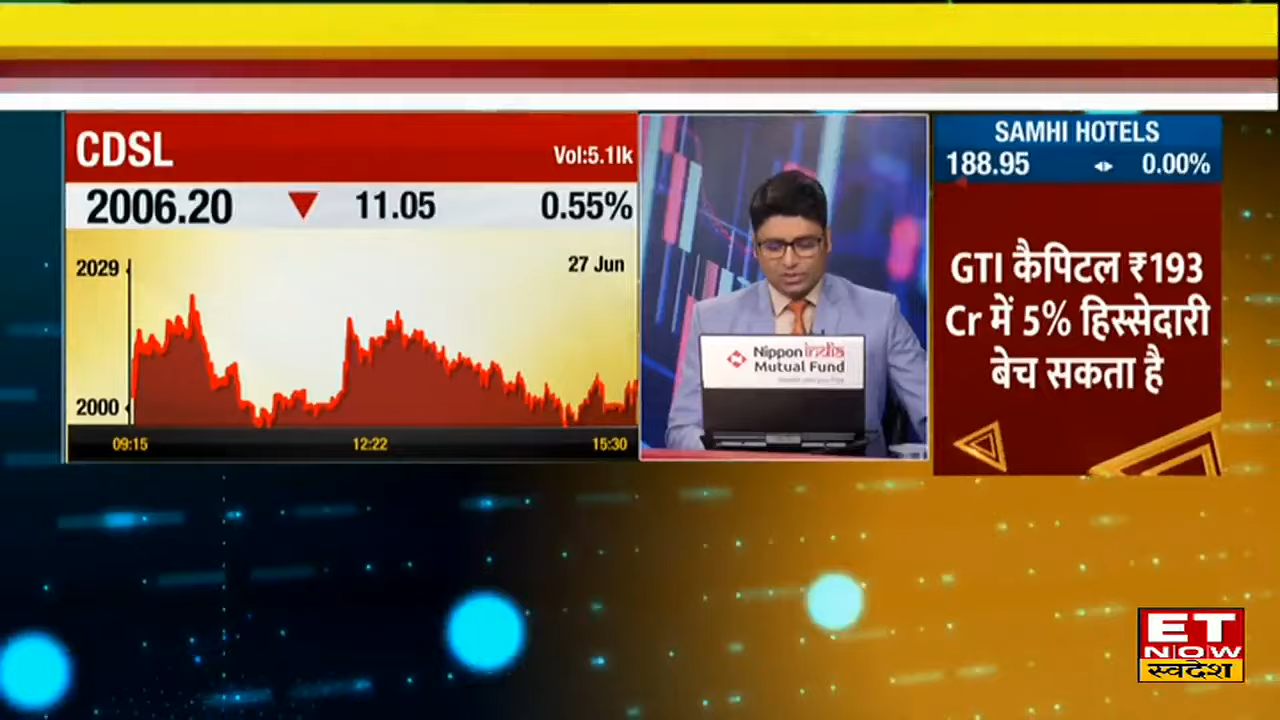 CDSL
Vol:5.1lk
2006.20 ▼ 11.05 0.55%
27 Jun
2029
2000
09:15 12:22 15:30
Nippon india
Mutual Fund
SAMHI HOTELS
188.95 0.00%
GTI कैपिटल ₹193
Cr में 5% हिस्सेदारी
बेच सकता है
ET
NOW
स्वदेश